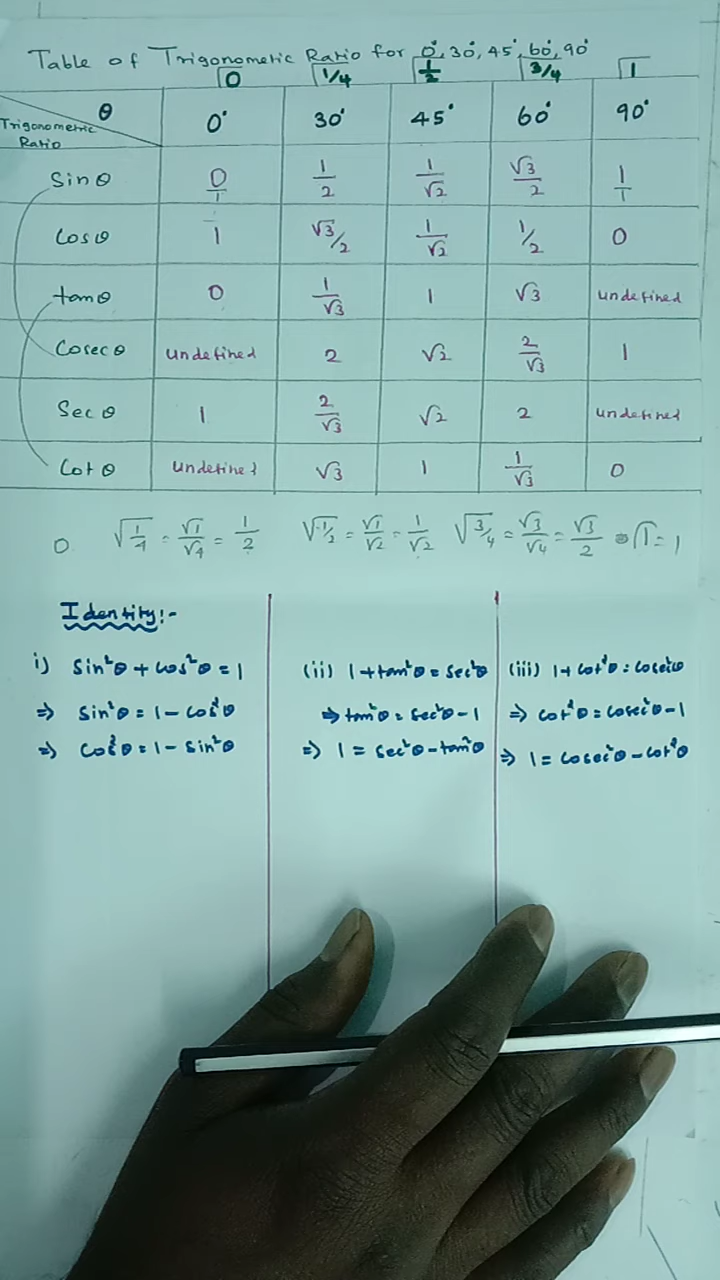 Table of Trigonometic Ratio for 0°, 30°, 45°, 60°, 90°
√0 √1/4 √1/2 √3/4 √1
θ
Trigonometric
Ratio
0° 30° 45° 60° 90°
Sinθ 0/1 1/2 1/√2 √3/2 1/1
Cosθ 1 √3/2 1/√2 1/2 0
tanθ 0 1/√3 1 √3 undefined
Cosecθ undefined 2 √2 2/√3 1
Secθ 1 2/√3 √2 2 undefined
Cotθ undefined √3 1 1/√3 0
0 √1/4 = √1/√4 = 1/2 √1/2 = √1/√2 = 1/√2 √3/4 = √3/√4 = √3/2 √1 = 1
Identity:-
i) Sin²θ + Cos²θ = 1
⇒ Sin²θ = 1 - Cos²θ
⇒ Cos²θ = 1 - Sin²θ
(ii) 1 + tan²θ = Sec²θ
⇒ tan²θ = Sec²θ - 1
⇒ 1 = Sec²θ - tan²θ
(iii) 1 + Cot²θ = Cosec²θ
⇒ Cot²θ = Cosec²θ - 1
⇒ 1 = Cosec²θ - Cot²θ